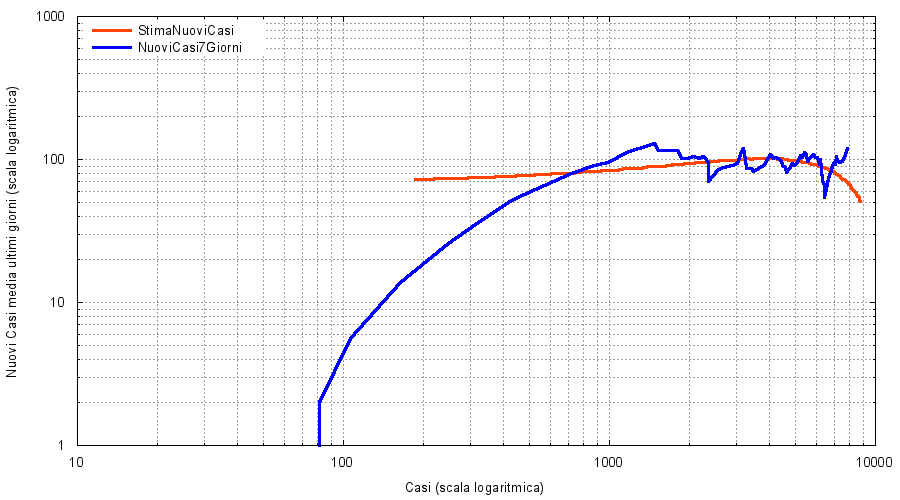 1000
StimaNuoviCasi
NuoviCasi7Giorni
100
10
1
Nuovi Casi media ultimi giorni (scala logaritmica)
10 100 1000 10000
Casi (scala logaritmica)